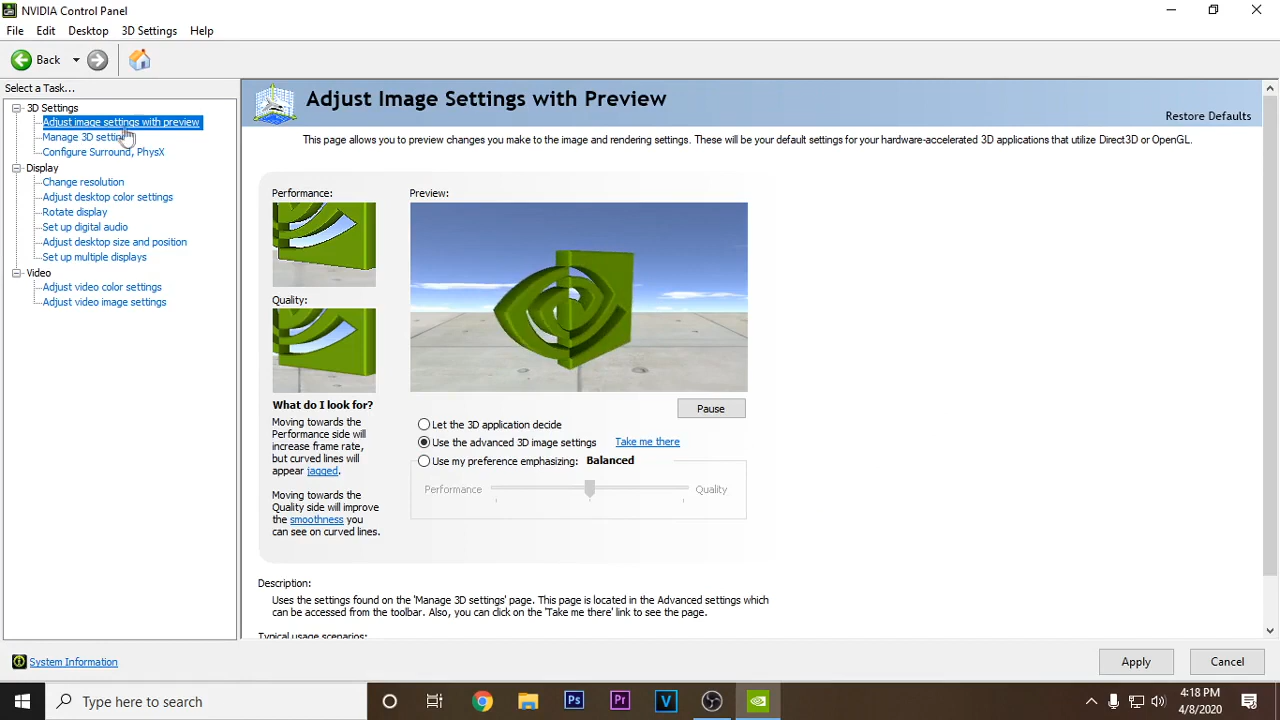 NVIDIA Control Panel
File Edit Desktop 3D Settings Help
Back
Select a Task...
3D Settings
Adjust image settings with preview
Manage 3D settings
Configure Surround, PhysX
Display
Change resolution
Adjust desktop color settings
Rotate display
Set up digital audio
Adjust desktop size and position
Set up multiple displays
Video
Adjust video color settings
Adjust video image settings
System Information
Adjust Image Settings with Preview
Restore Defaults
This page allows you to preview changes you make to the image and rendering settings. These will be your default settings for your hardware-accelerated 3D applications that utilize Direct3D or OpenGL.
Performance:
Quality:
What do I look for?
Moving towards the
Performance side will
increase frame rate,
but curved lines will
appear jagged.
Moving towards the
Quality side will improve
the smoothness you
can see on curved lines.
Preview:
Pause
Let the 3D application decide
Use the advanced 3D image settings Take me there
Use my preference emphasizing: Balanced
Performance Quality
Description:
Uses the settings found on the 'Manage 3D settings' page. This page is located in the Advanced settings which
can be accessed from the toolbar. Also, you can click on the 'Take me there' link to see the page.
Typical usage scenarios:
Apply Cancel
Type here to search
Ps
Pr
V
4:18 PM
4/8/2020